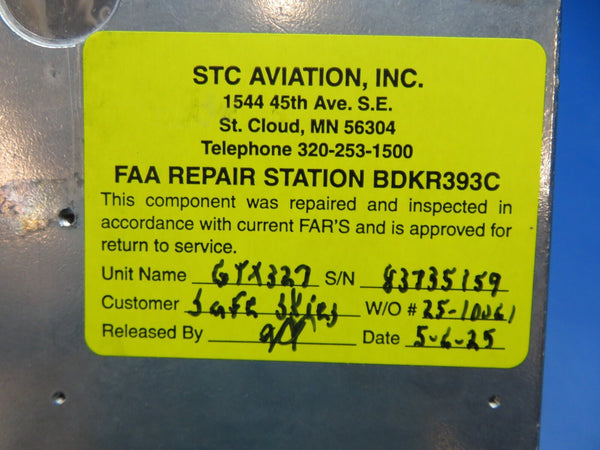 STC AVIATION, INC.
1544 45th Ave. S.E.
St. Cloud, MN 56304
Telephone 320-253-1500
FAA REPAIR STATION BDKR393C
This component was repaired and inspected in
accordance with current FAR'S and is approved for
return to service.
Unit Name GTX327 S/N 83735159
Customer Safe Skies W/O # 25-10061
Released By Date 5-6-25